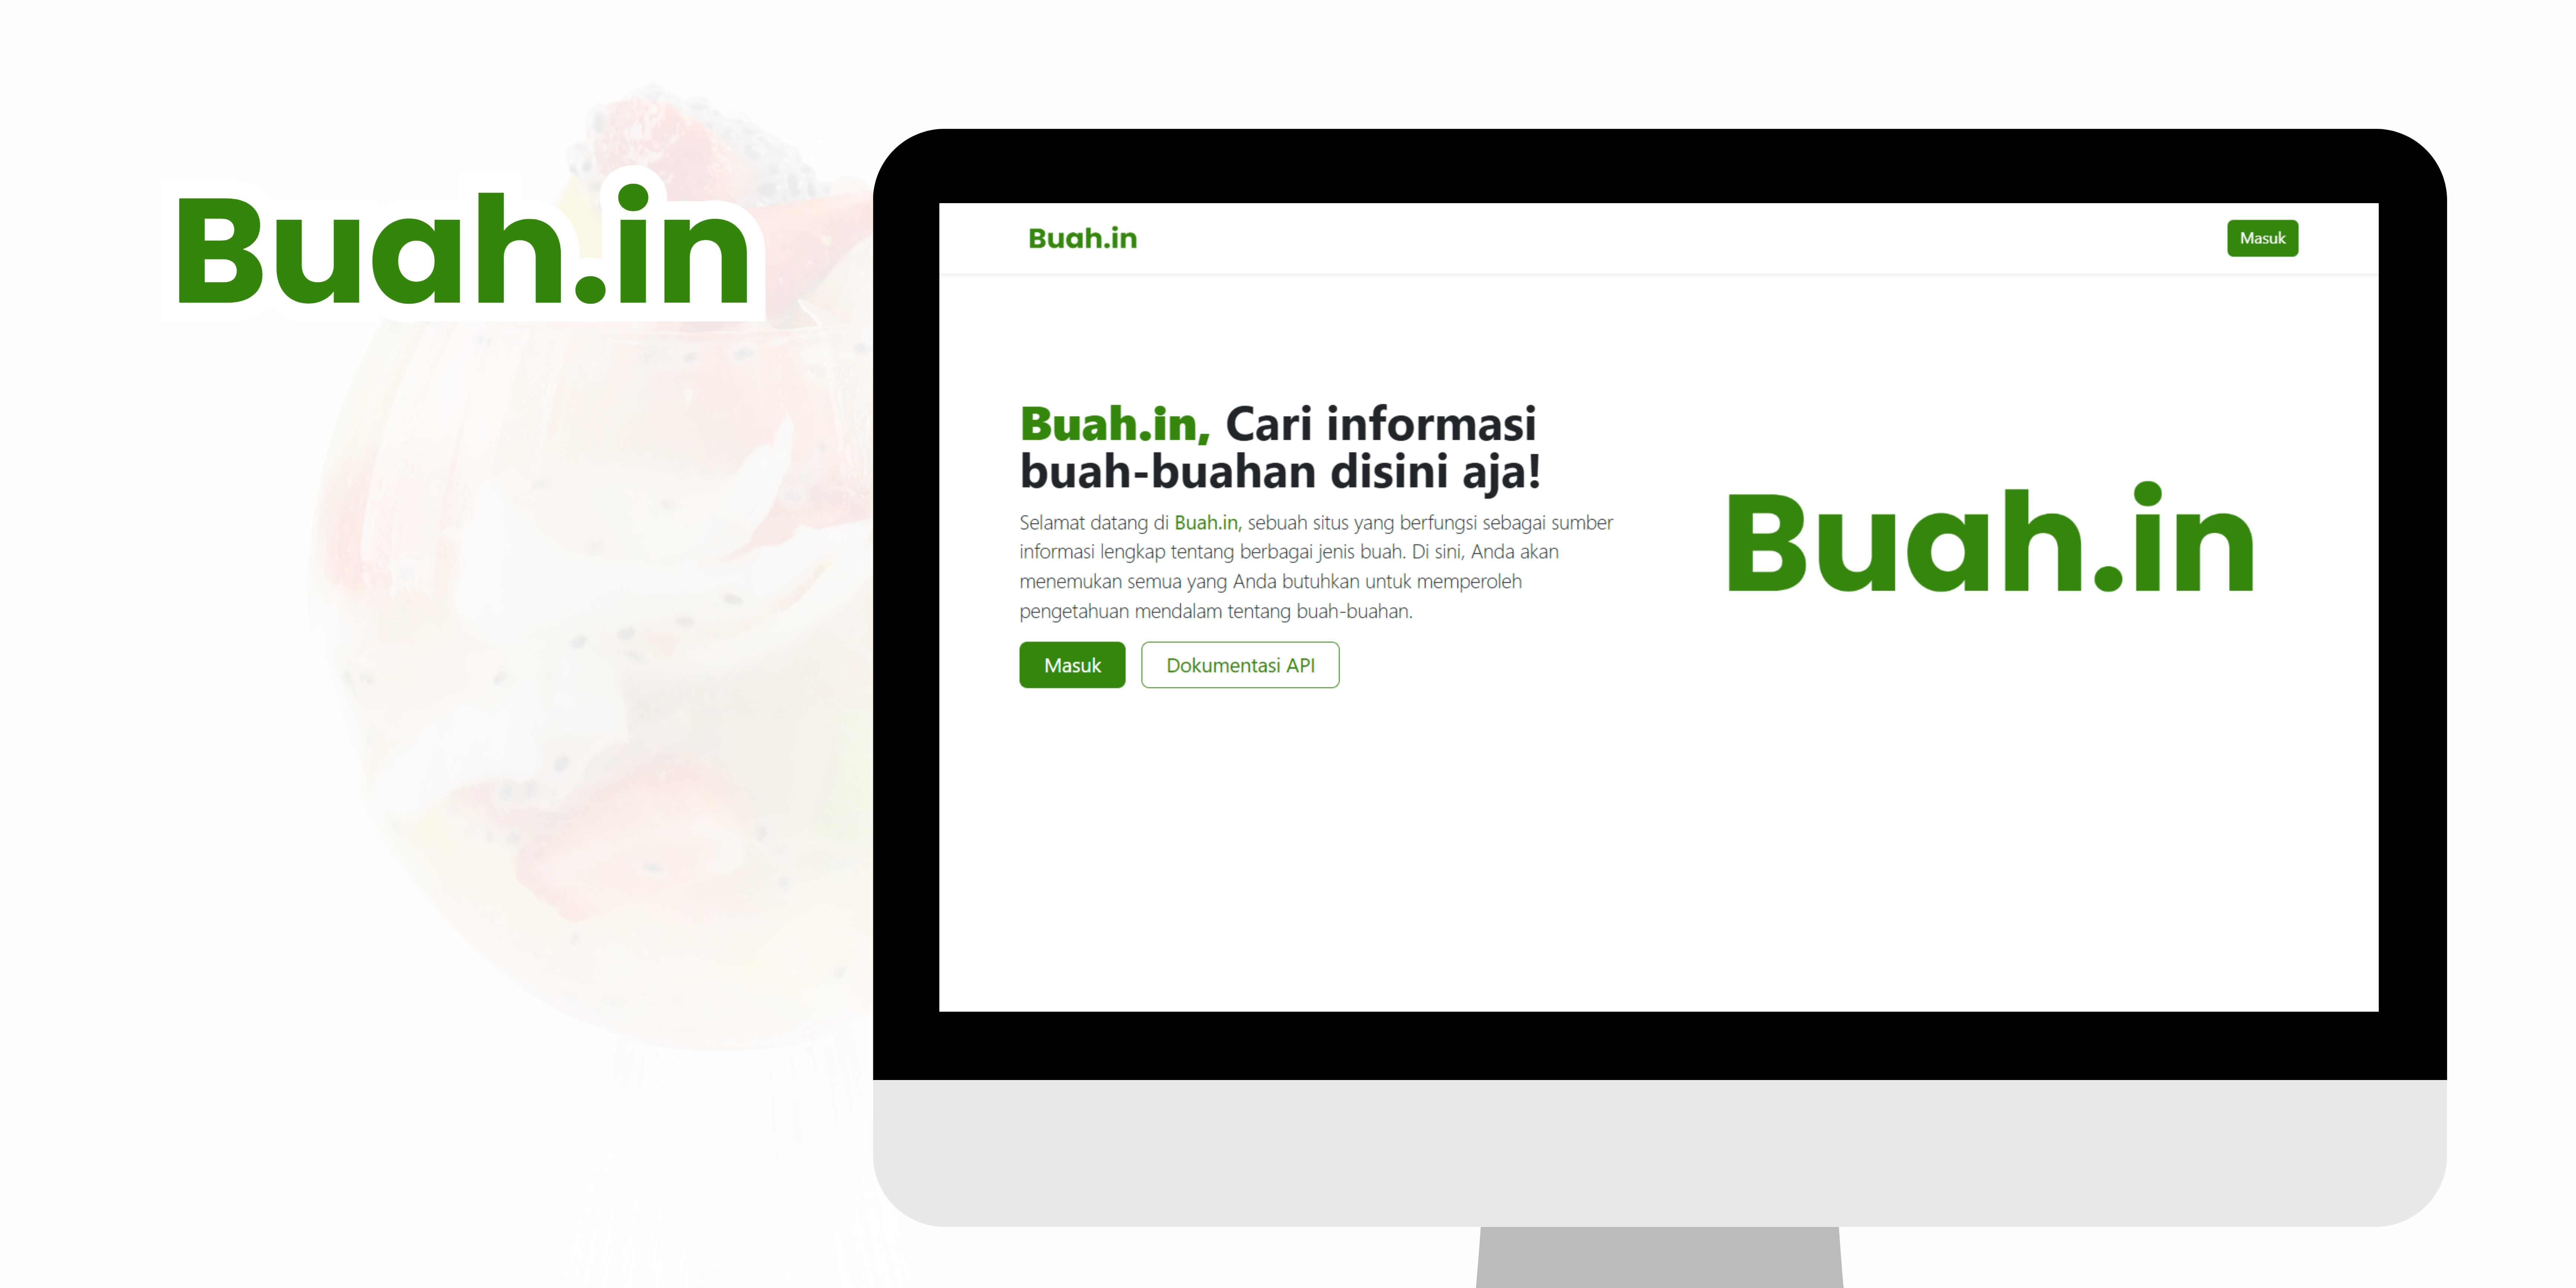 Buah.in
Buah.in
Masuk
Buah.in, Cari informasi
buah-buahan disini aja!
Selamat datang di Buah.in, sebuah situs yang berfungsi sebagai sumber
informasi lengkap tentang berbagai jenis buah. Di sini, Anda akan
menemukan semua yang Anda butuhkan untuk memperoleh
pengetahuan mendalam tentang buah-buahan.
Masuk
Dokumentasi API
Buah.in